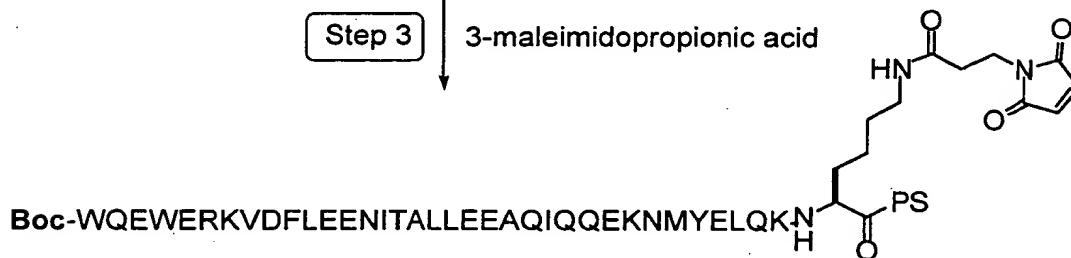 Step 3
3-maleimidopropionic acid
O
O
HN
N
O
Boc-WQEWERKVDFLEENITALLEEAQIQQEKNMYELQK-N
H
PS
O